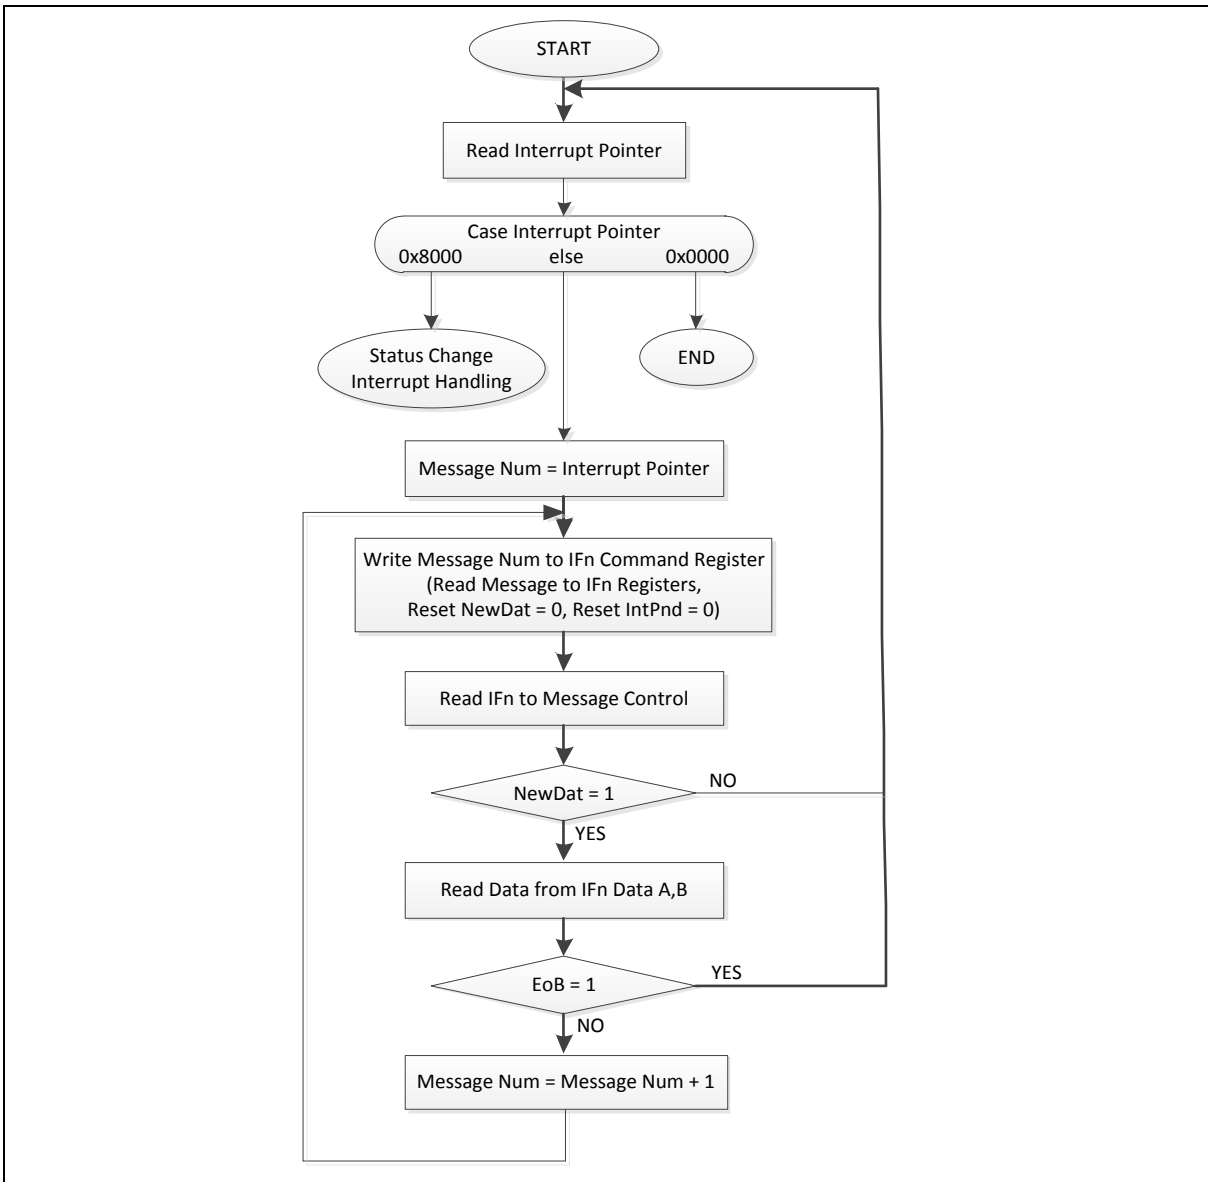 START
Read Interrupt Pointer
Case Interrupt Pointer
0x8000 else 0x0000
Status Change
Interrupt Handling
END
Message Num = Interrupt Pointer
Write Message Num to IFn Command Register
(Read Message to IFn Registers,
Reset NewDat = 0, Reset IntPnd = 0)
Read IFn to Message Control
NewDat = 1
NO
YES
Read Data from IFn Data A,B
EoB = 1
YES
NO
Message Num = Message Num + 1